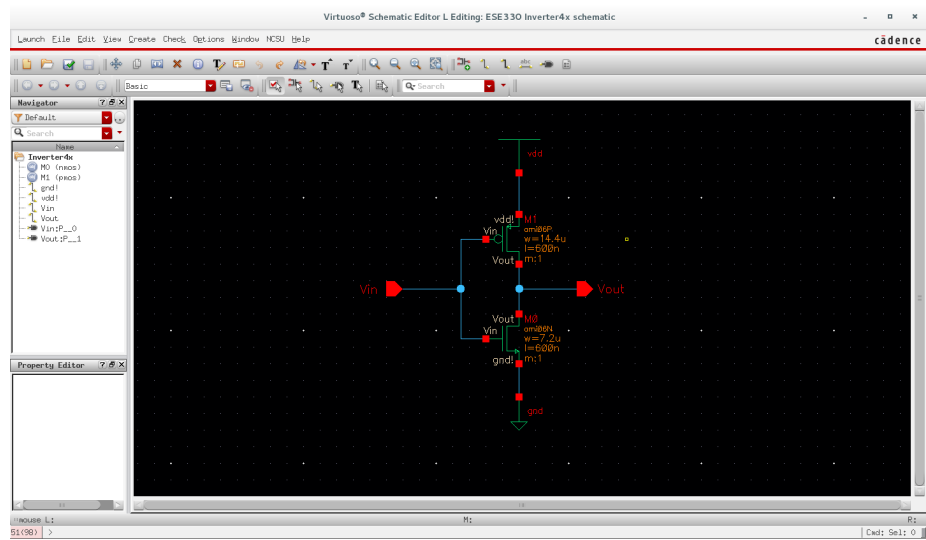 Virtuoso® Schematic Editor L Editing: ESE330 Inverter4x schematic
Launch File Edit View Create Check Options Window NCSU Help
cādence
Basic
Search
Navigator
Default
Search
Name
Inverter4x
M0 (nmos)
M1 (pmos)
gnd!
vdd!
Vin
Vout
Vin:P__0
Vout:P__1
Property Editor
vdd
vdd! M1
ami06P
Vin
w=14.4u
l=600n
Vout m:1
Vin
Vout
Vout M0
ami06N
Vin
w=7.2u
l=600n
gnd! m:1
gnd
mouse L:
M:
R:
51(98) >
Cmd: Sel: 0